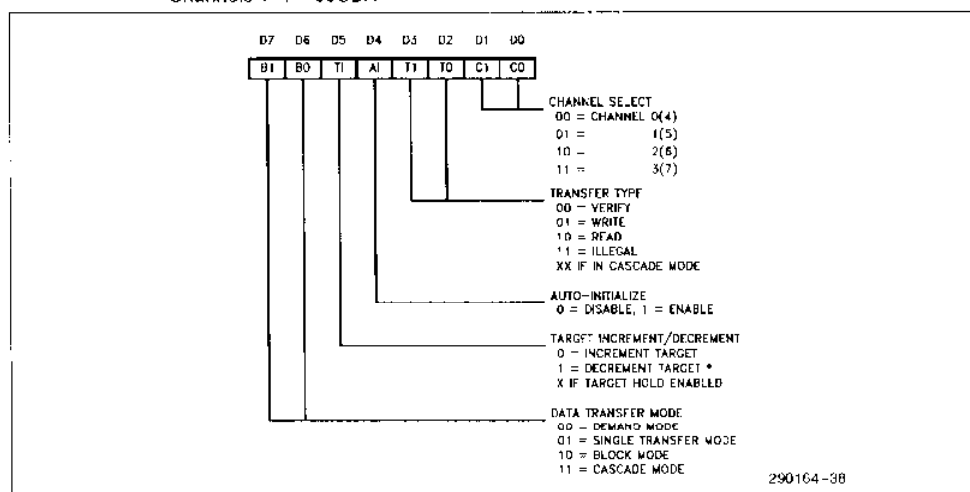 D7 D6 D5 D4 D3 D2 D1 D0
B1 B0 TI AI T1 T0 C1 C0
CHANNEL SELECT
00 = CHANNEL 0(4)
01 = 1(5)
10 = 2(6)
11 = 3(7)
TRANSFER TYPE
00 = VERIFY
01 = WRITE
10 = READ
11 = ILLEGAL
XX IF IN CASCADE MODE
AUTO-INITIALIZE
0 = DISABLE, 1 = ENABLE
TARGET INCREMENT/DECREMENT
0 = INCREMENT TARGET
1 = DECREMENT TARGET *
X IF TARGET HOLD ENABLED
DATA TRANSFER MODE
00 = DEMAND MODE
01 = SINGLE TRANSFER MODE
10 = BLOCK MODE
11 = CASCADE MODE
290164-38